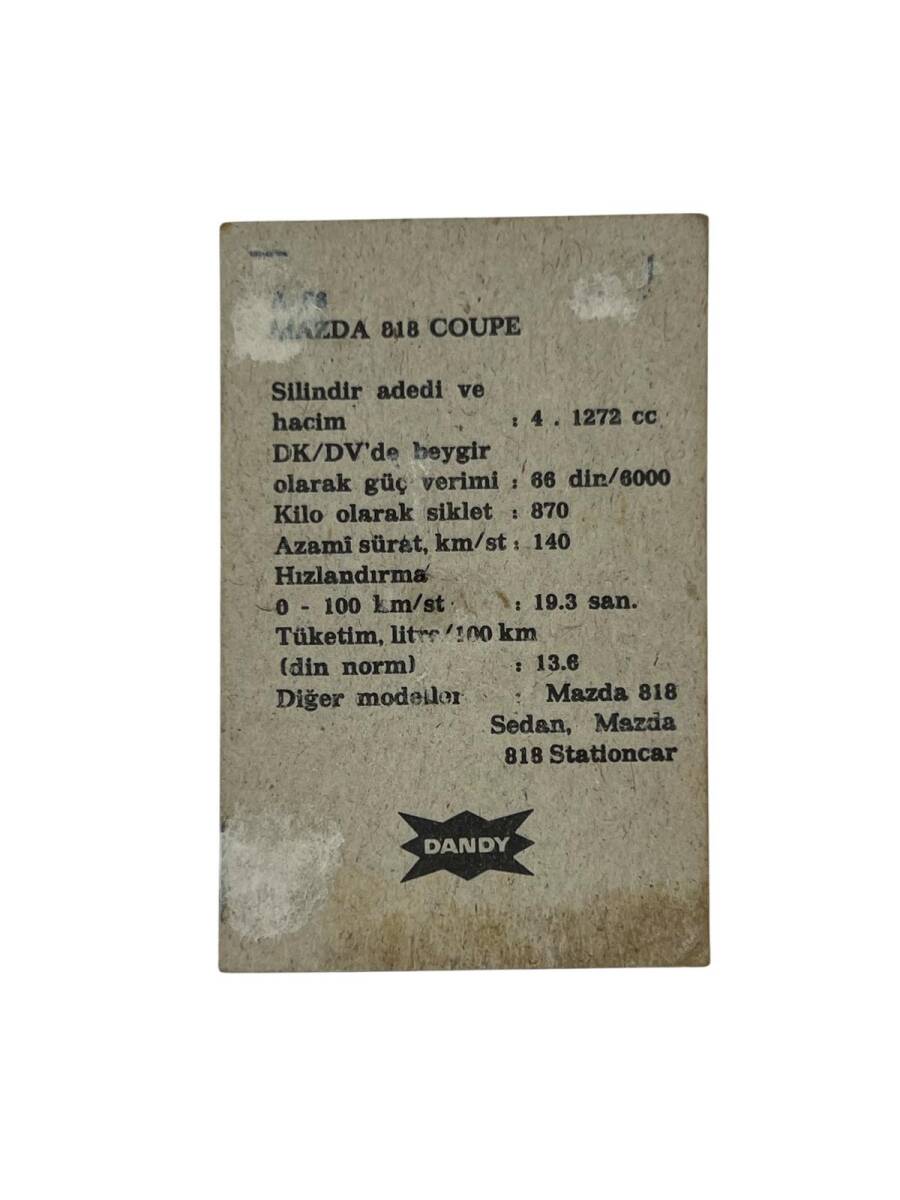 MAZDA 818 COUPE
Silindir adedi ve
hacim : 4 . 1272 cc
DK/DV'de beygir
olarak güç verimi : 66 din/6000
Kilo olarak siklet : 870
Azamî sürat, km/st : 140
Hızlandırma
0 - 100 km/st : 19.3 san.
Tüketim, litre/100 km
(din norm) : 13.6
Diğer modeller : Mazda 818
Sedan, Mazda
818 Stationcar
DANDY